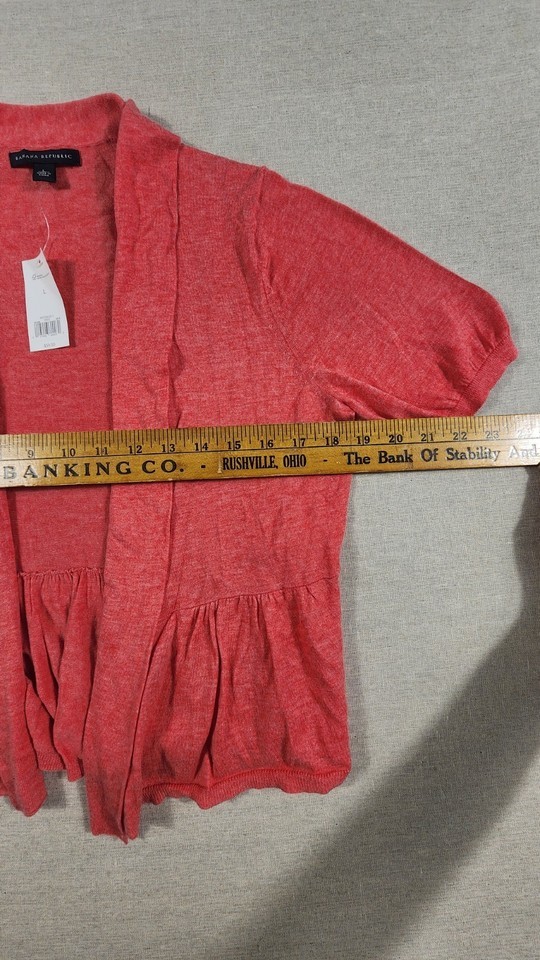 BANANA REPUBLIC
L
9 10 11 12 13 14 15 16 17 18 19 20 21 22 23
BANKING CO. - RUSHVILLE, OHIO - The Bank Of Stability And